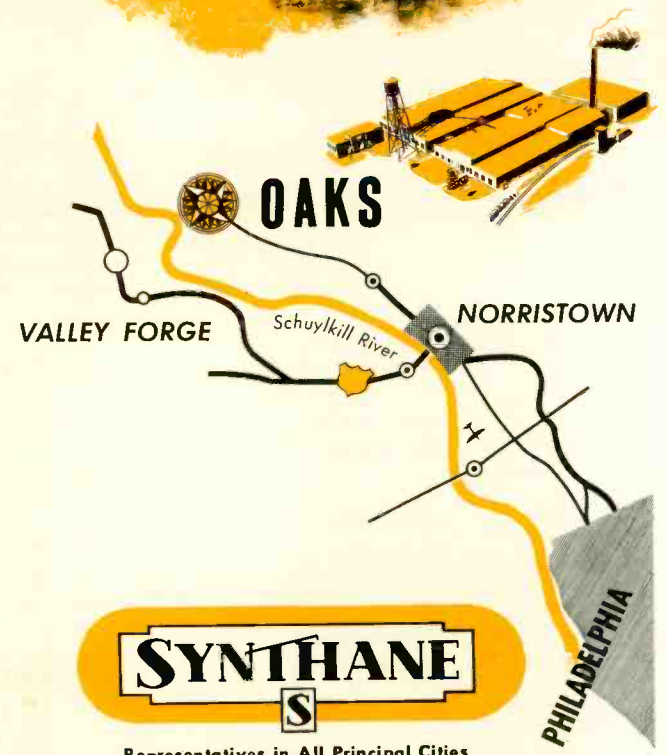 OAKS
NORRISTOWN
VALLEY FORGE
Schuylkill River
PHILADELPHIA
SYNTHANE
S
Representatives in All Principal Cities